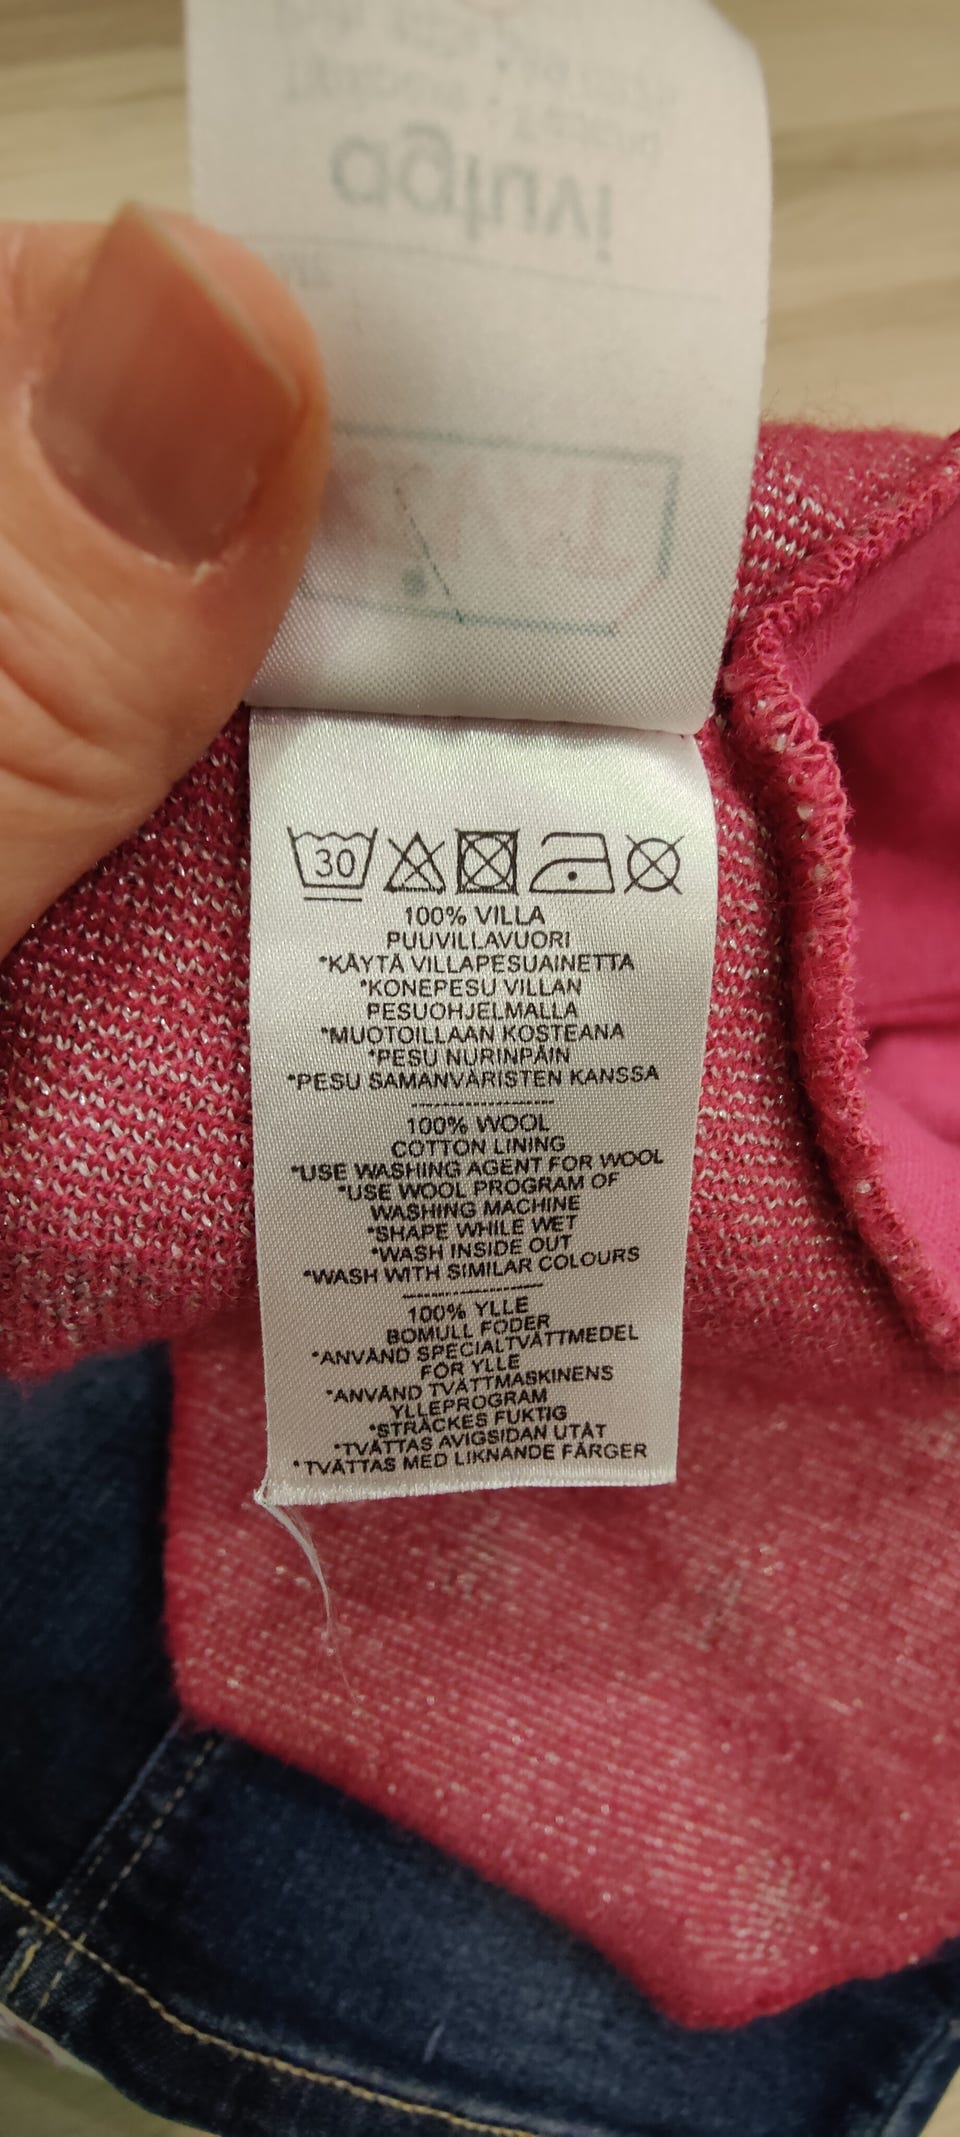 ivutgo
30
100% VILLA
PUUVILLAVUORI
*KÄYTÄ VILLAPESUAINETTA
*KONEPESU VILLAN
PESUOHJELMALLA
*MUOTOILLAAN KOSTEANA
*PESU NURINPÄIN
*PESU SAMANVÄRISTEN KANSSA
100% WOOL
COTTON LINING
*USE WASHING AGENT FOR WOOL
*USE WOOL PROGRAM OF
WASHING MACHINE
*SHAPE WHILE WET
*WASH INSIDE OUT
*WASH WITH SIMILAR COLOURS
100% YLLE
BOMULL FODER
*ANVÄND SPECIALTVÄTTMEDEL
FÖR YLLE
*ANVÄND TVÄTTMASKINENS
YLLEPROGRAM
*STRÄCKES FUKTIG
*TVÄTTAS AVIGSIDAN UTÅT
*TVÄTTAS MED LIKNANDE FÄRGER